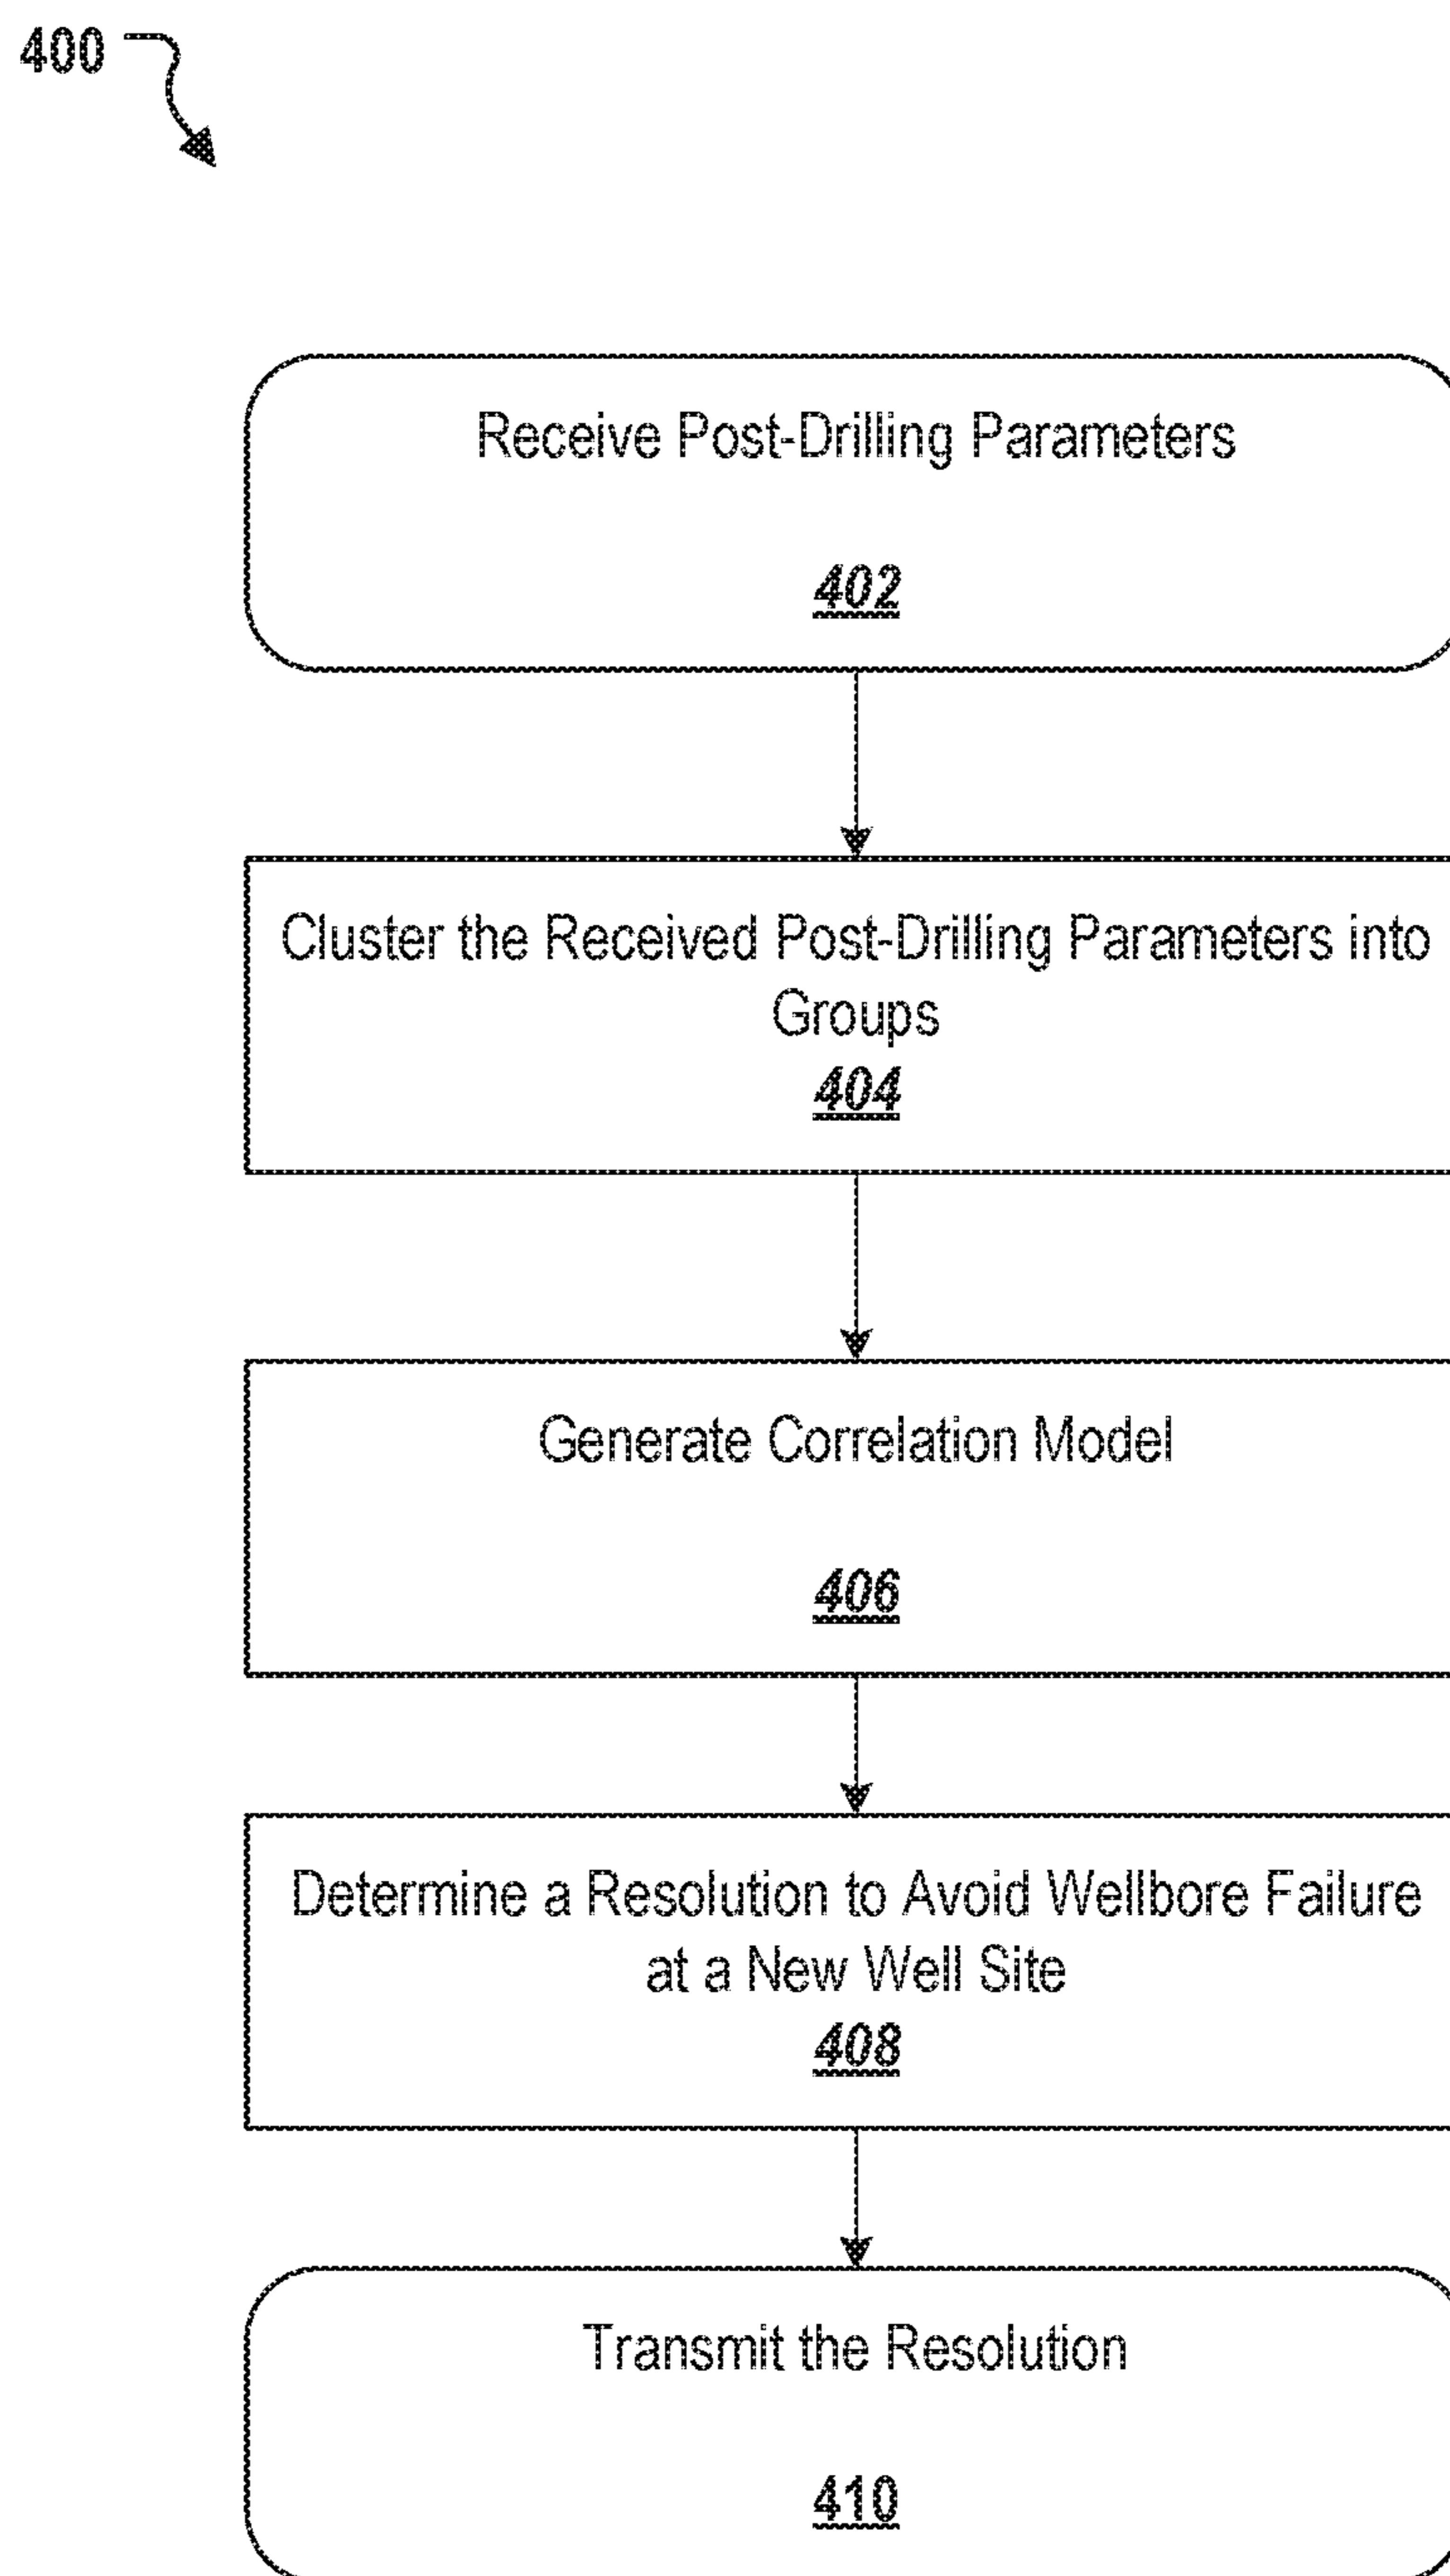 400
Receive Post-Drilling Parameters
402
Cluster the Received Post-Drilling Parameters into
Groups
404
Generate Correlation Model
406
Determine a Resolution to Avoid Wellbore Failure
at a New Well Site
408
Transmit the Resolution
410